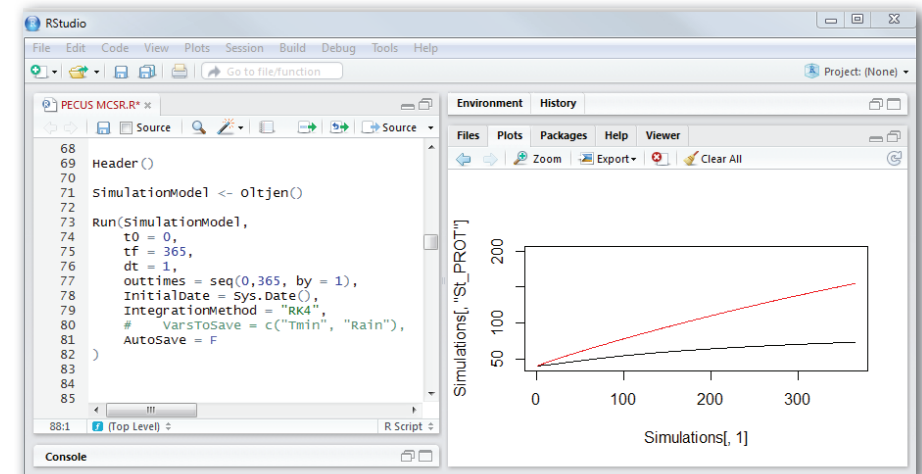 RStudio
File Edit Code View Plots Session Build Debug Tools Help
Go to file/function
Project: (None)
PECUS MCSR.R* ×
Source
Source
68
69 Header()
70
71 SimulationModel <- Oltjen()
72
73 Run(SimulationModel,
74 t0 = 0,
75 tf = 365,
76 dt = 1,
77 outtimes = seq(0,365, by = 1),
78 InitialDate = Sys.Date(),
79 IntegrationMethod = "RK4",
80 # VarsToSave = c("Tmin", "Rain"),
81 AutoSave = F
82 )
83
84
85
88:1 (Top Level) R Script
Console
Environment History
Files Plots Packages Help Viewer
Zoom Export Clear All
Simulations[, "St_PROT"]
200
100
50
0 100 200 300
Simulations[, 1]